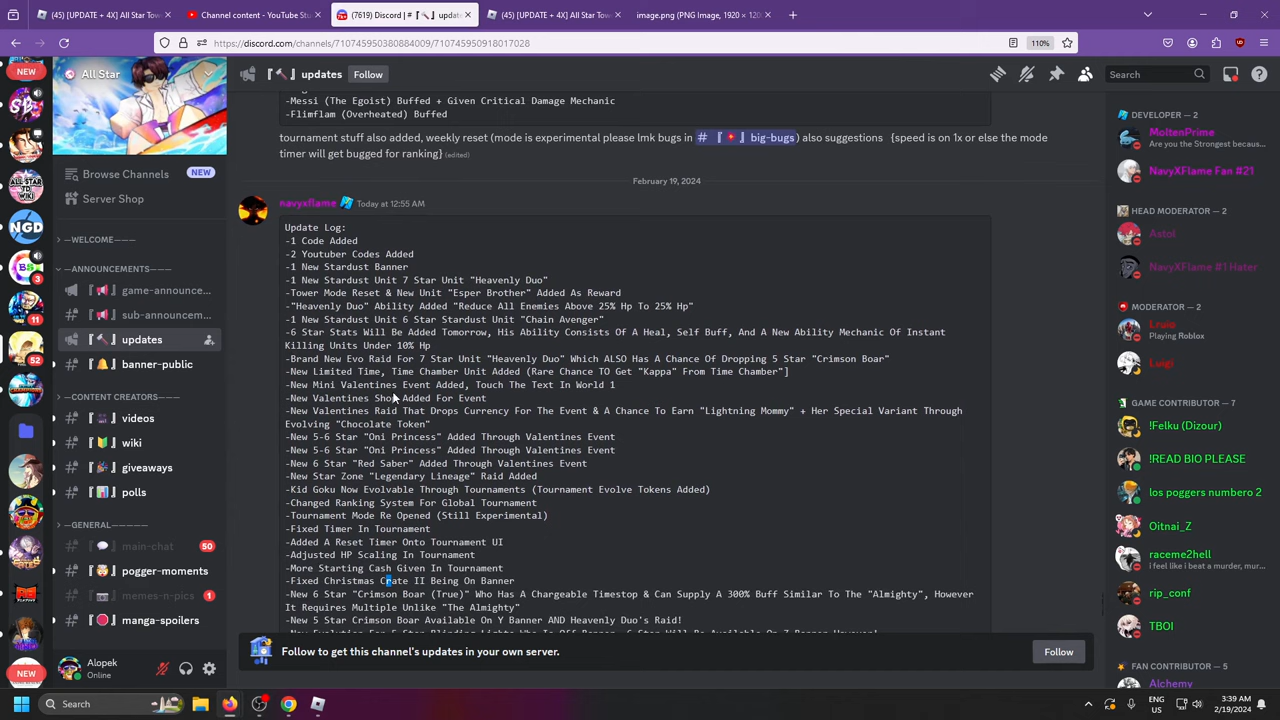 (45) [UPDATE + 4X] All Star Tow
Channel content - YouTube Stu
(7619) Discord | #『🔨』updat
(45) [UPDATE + 4X] All Star Tow
image.png (PNG Image, 1920 × 120
https://discord.com/channels/710745950380884009/710745950918017028
110%
NEW
All Star
『🔨』updates
Follow
Search
Browse Channels
NEW
Server Shop
—WELCOME—
—ANNOUNCEMENTS—
『📢』game-announce...
『📢』sub-announcem...
『🔨』updates
『🎭』banner-public
—CONTENT CREATORS—
videos
wiki
giveaways
polls
—GENERAL—
main-chat
50
pogger-moments
memes-n-pics
1
manga-spoilers
3
11
52
NEW
Alopek
Online
-Messi (The Egoist) Buffed + Given Critical Damage Mechanic
-Flimflam (Overheated) Buffed
tournament stuff also added, weekly reset (mode is experimental please lmk bugs in # 『🧧』big-bugs) also suggestions {speed is on 1x or else the mode
timer will get bugged for ranking} (edited)
February 19, 2024
navyxflame Today at 12:55 AM
Update Log:
-1 Code Added
-2 Youtuber Codes Added
-1 New Stardust Banner
-1 New Stardust Unit 7 Star Unit "Heavenly Duo"
-Tower Mode Reset & New Unit "Esper Brother" Added As Reward
-"Heavenly Duo" Ability Added "Reduce All Enemies Above 25% Hp To 25% Hp"
-1 New Stardust Unit 6 Star Stardust Unit "Chain Avenger"
-6 Star Stats Will Be Added Tomorrow, His Ability Consists Of A Heal, Self Buff, And A New Ability Mechanic Of Instant
Killing Units Under 10% Hp
-Brand New Evo Raid For 7 Star Unit "Heavenly Duo" Which ALSO Has A Chance Of Dropping 5 Star "Crimson Boar"
-New Limited Time, Time Chamber Unit Added (Rare Chance TO Get "Kappa" From Time Chamber"]
-New Mini Valentines Event Added, Touch The Text In World 1
-New Valentines Shop Added For Event
-New Valentines Raid That Drops Currency For The Event & A Chance To Earn "Lightning Mommy" + Her Special Variant Through
Evolving "Chocolate Token"
-New 5-6 Star "Oni Princess" Added Through Valentines Event
-New 5-6 Star "Oni Princess" Added Through Valentines Event
-New 6 Star "Red Saber" Added Through Valentines Event
-New Star Zone "Legendary Lineage" Raid Added
-Kid Goku Now Evolvable Through Tournaments (Tournament Evolve Tokens Added)
-Changed Ranking System For Global Tournament
-Tournament Mode Re Opened (Still Experimental)
-Fixed Timer In Tournament
-Added A Reset Timer Onto Tournament UI
-Adjusted HP Scaling In Tournament
-More Starting Cash Given In Tournament
-Fixed Christmas Crate II Being On Banner
-New 6 Star "Crimson Boar (True)" Who Has A Chargeable Timestop & Can Supply A 300% Buff Similar To The "Almighty", However
It Requires Multiple Unlike "The Almighty"
-New 5 Star Crimson Boar Available On Y Banner AND Heavenly Duo's Raid!
Follow to get this channel's updates in your own server.
Follow
DEVELOPER — 2
MoltenPrime
Are you the Strongest becaus...
NavyXFlame Fan #21
HEAD MODERATOR — 2
Astol
NavyXFlame #1 Hater
MODERATOR — 2
Lruia
Playing Roblox
Luigi
GAME CONTRIBUTOR — 7
!Felku (Dizour)
!READ BIO PLEASE
los poggers numbero 2
Oitnai_Z
raceme2hell
rip_conf
TBOI
FAN CONTRIBUTOR — 5
Alchemy
Search
ENG
US
3:39 AM
2/19/2024